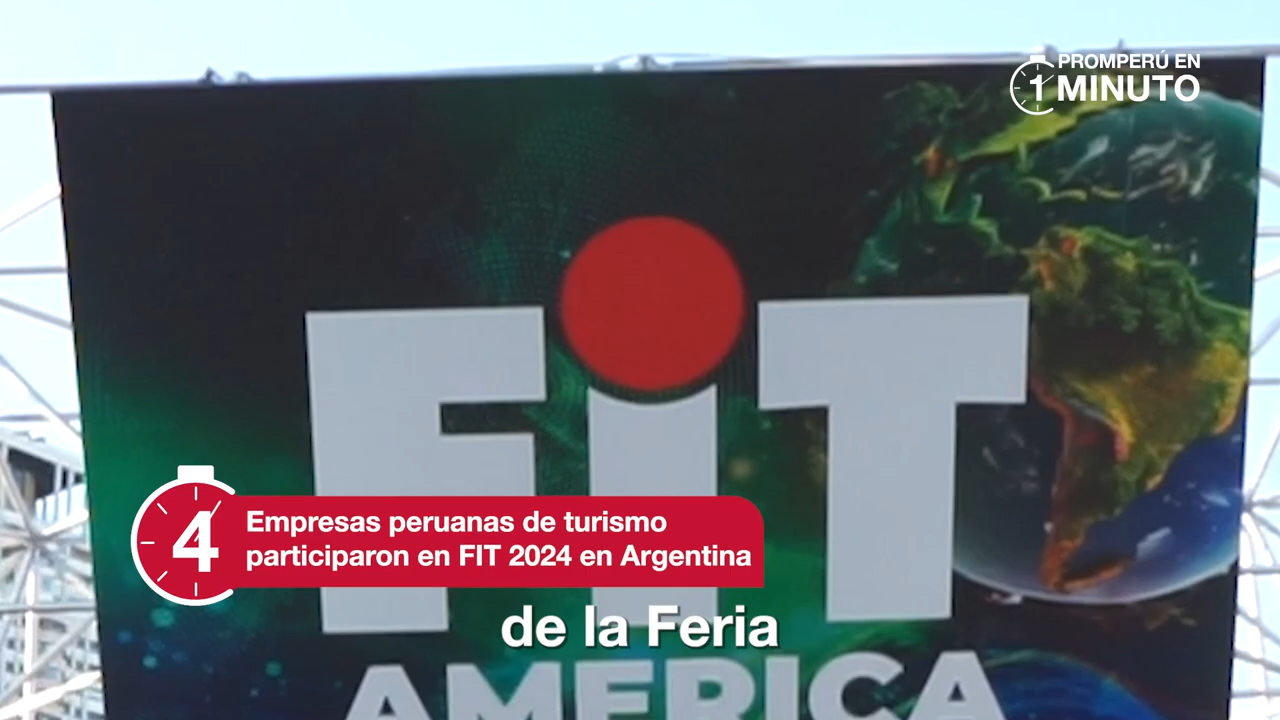 PROMPERÚ EN
1 MINUTO
FiT
AMERICA
4
Empresas peruanas de turismo
participaron en FIT 2024 en Argentina
de la Feria